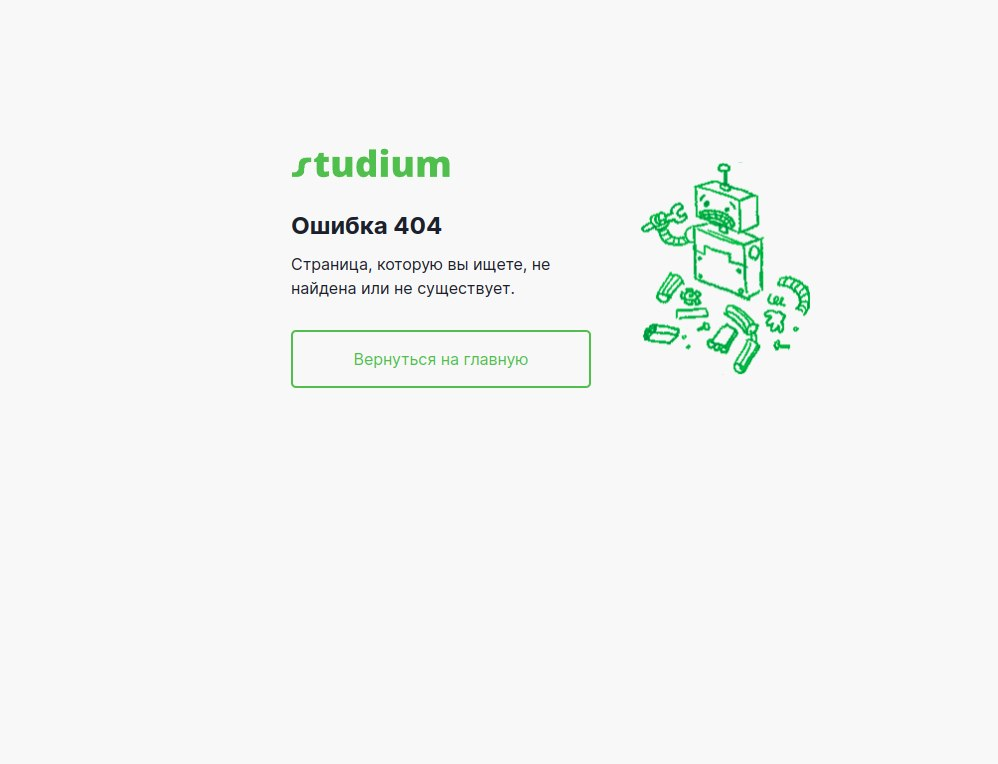 studium
Ошибка 404
Страница, которую вы ищете, не
найдена или не существует.
Вернуться на главную